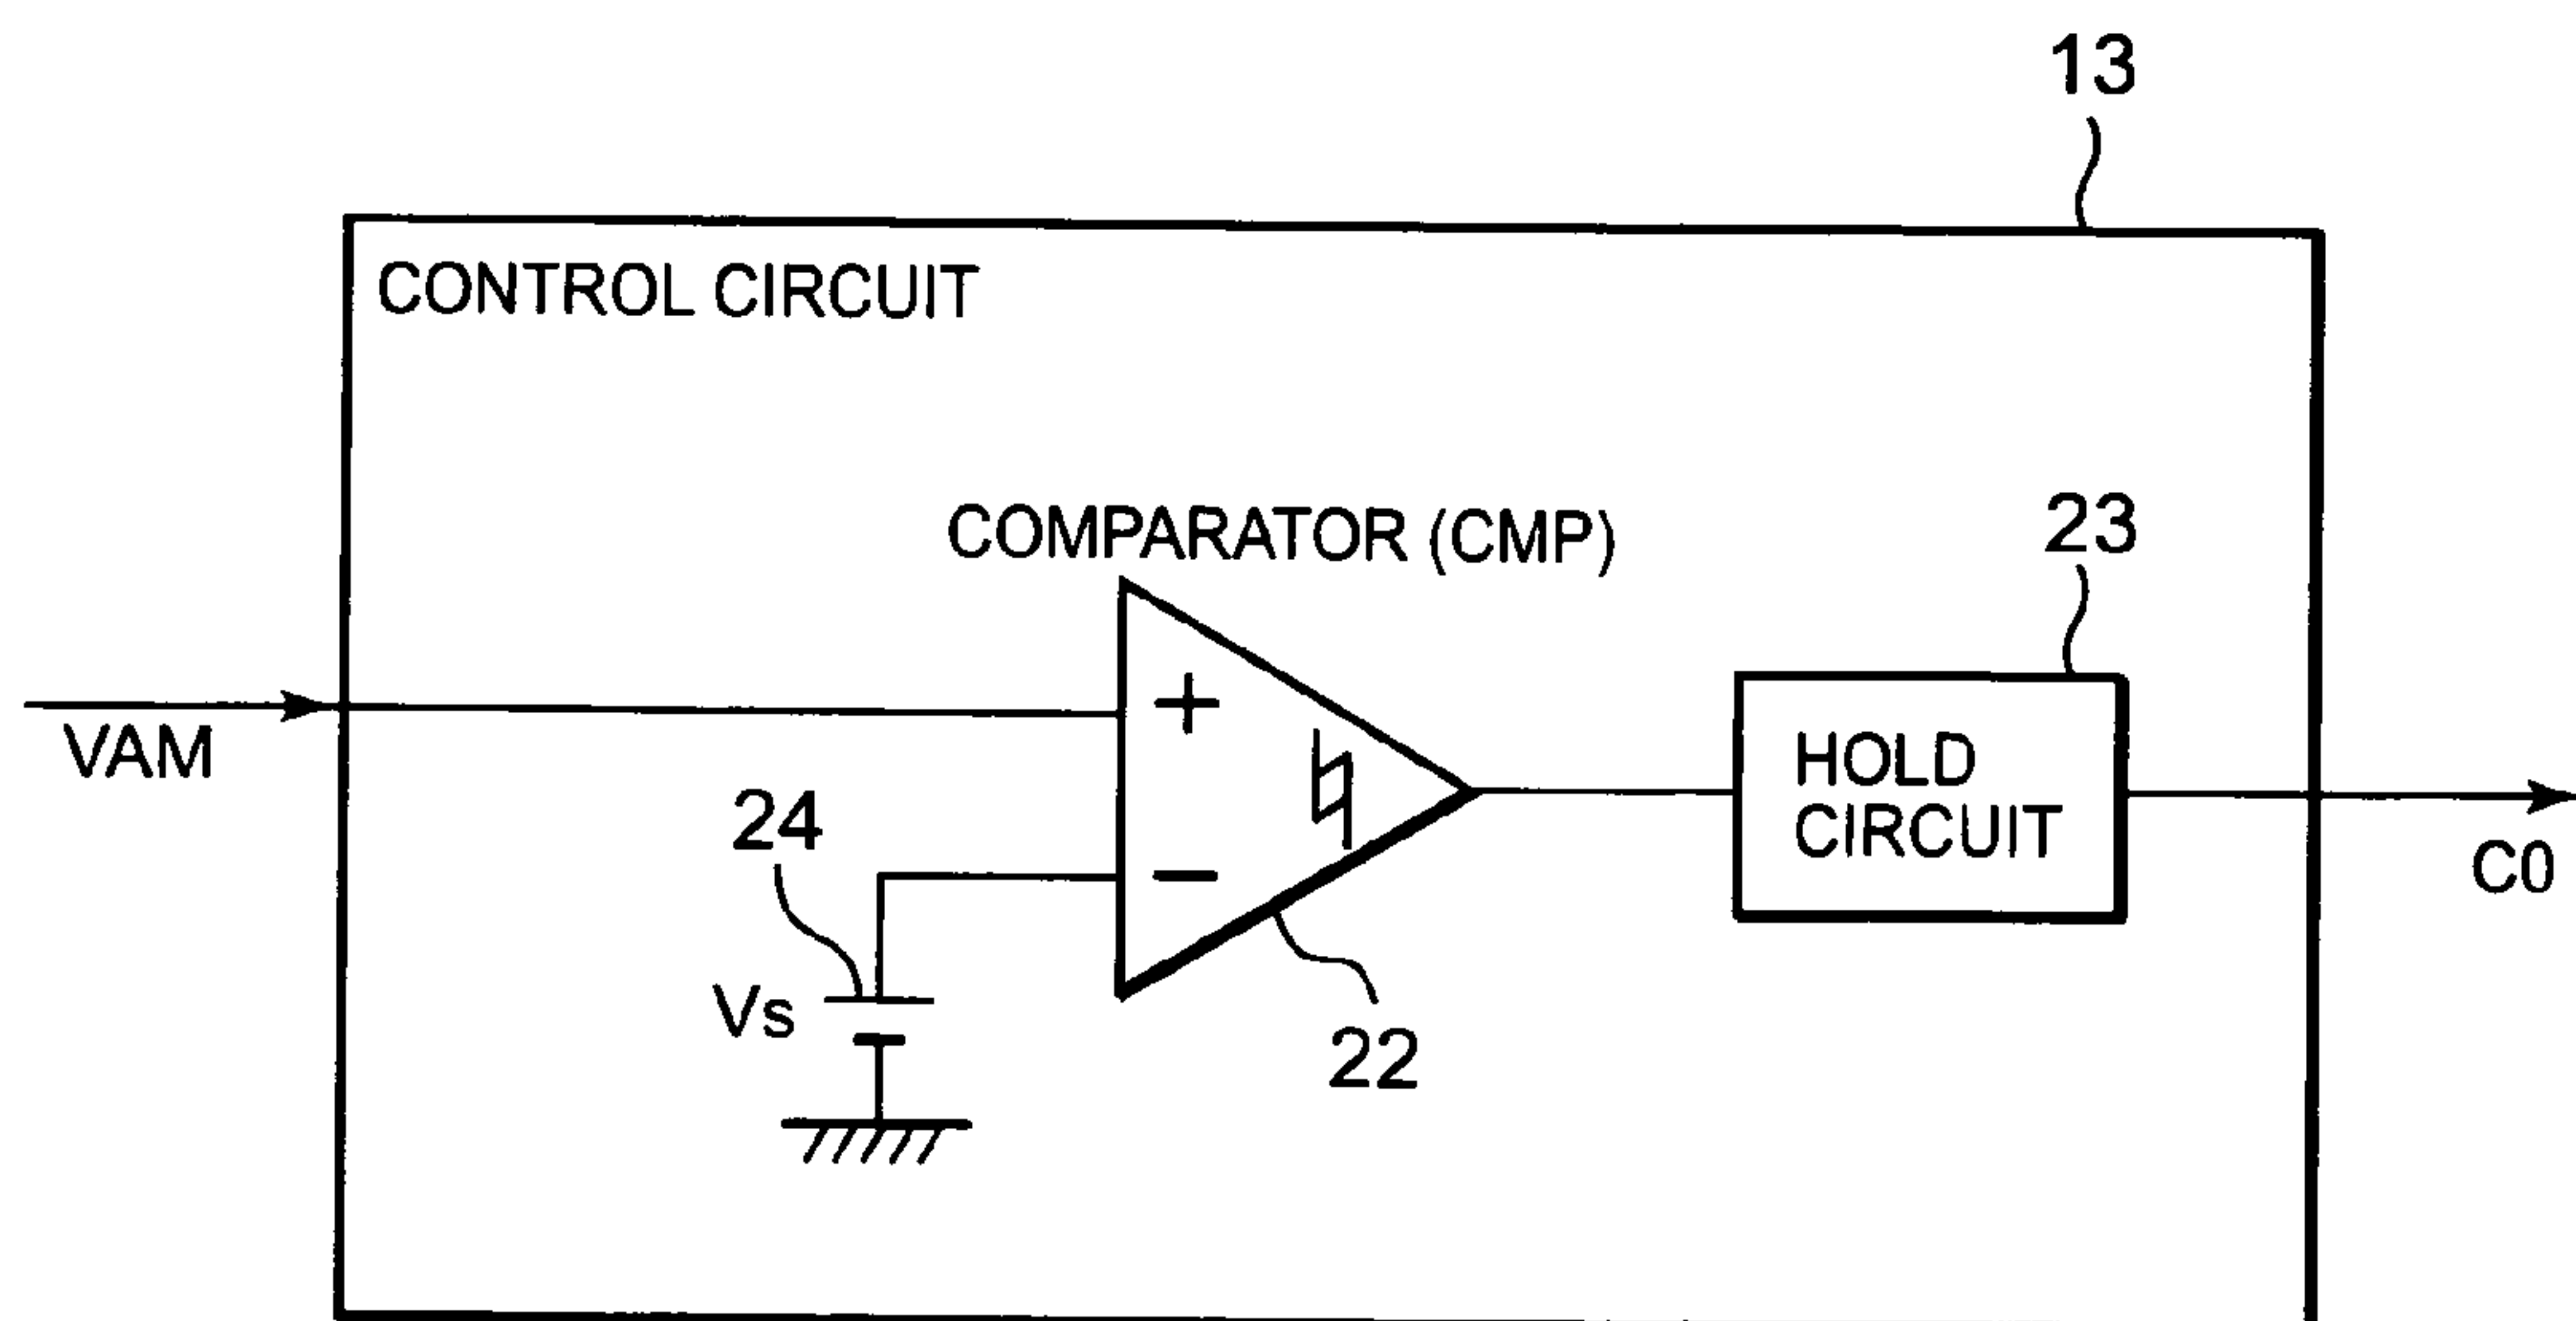 13
CONTROL CIRCUIT
COMPARATOR (CMP)
23
+
VAM
HOLD
CIRCUIT
24
−
C0
Vs
22